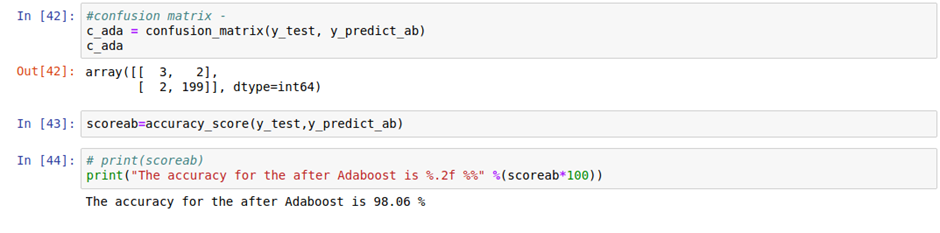 In [42]: #confusion matrix -
c_ada = confusion_matrix(y_test, y_predict_ab)
c_ada
Out[42]: array([[  3,   2],
       [  2, 199]], dtype=int64)
In [43]: scoreab=accuracy_score(y_test,y_predict_ab)
In [44]: # print(scoreab)
print("The accuracy for the after Adaboost is %.2f %%" %(scoreab*100))
The accuracy for the after Adaboost is 98.06 %